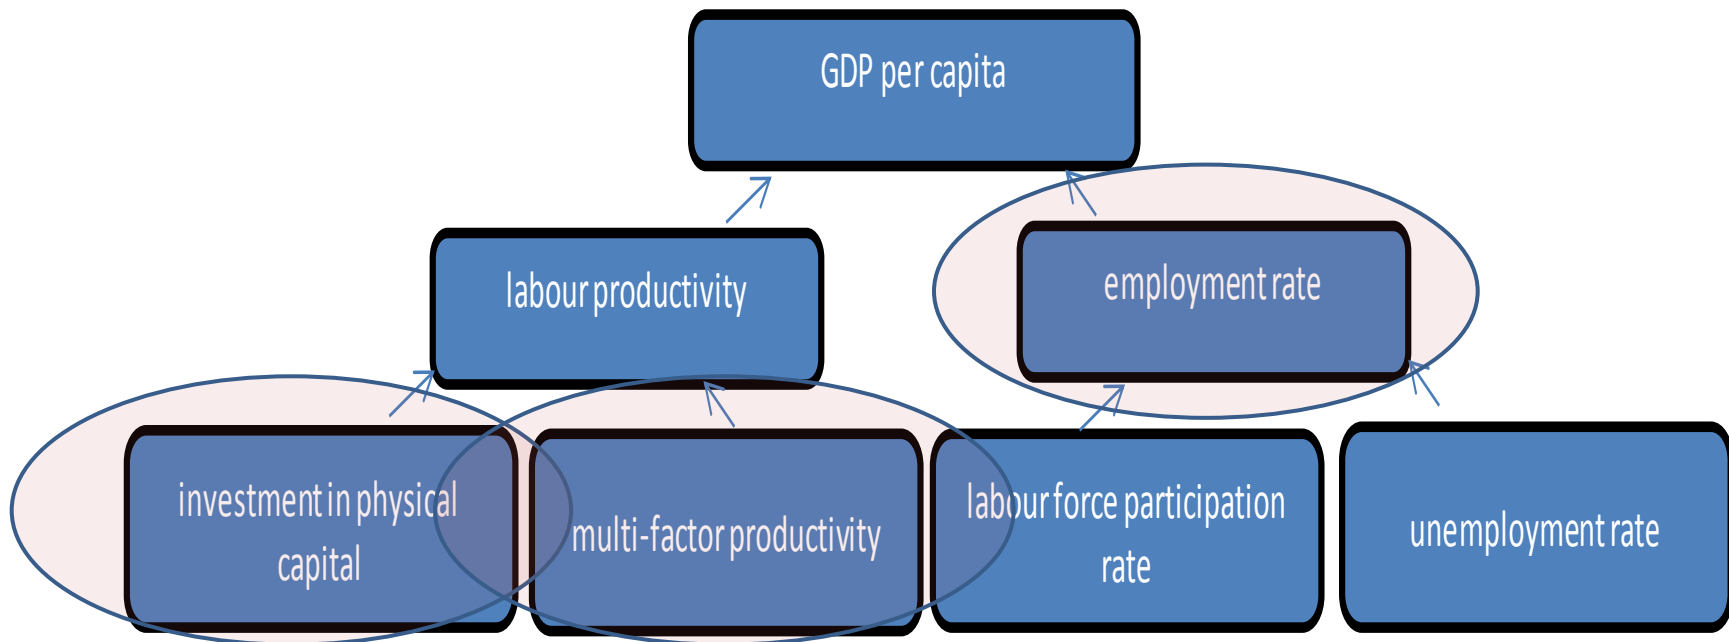 GDP per capita
labour productivity
employment rate
investment in physical
capital
multi-factor productivity
labour force participation
rate
unemployment rate